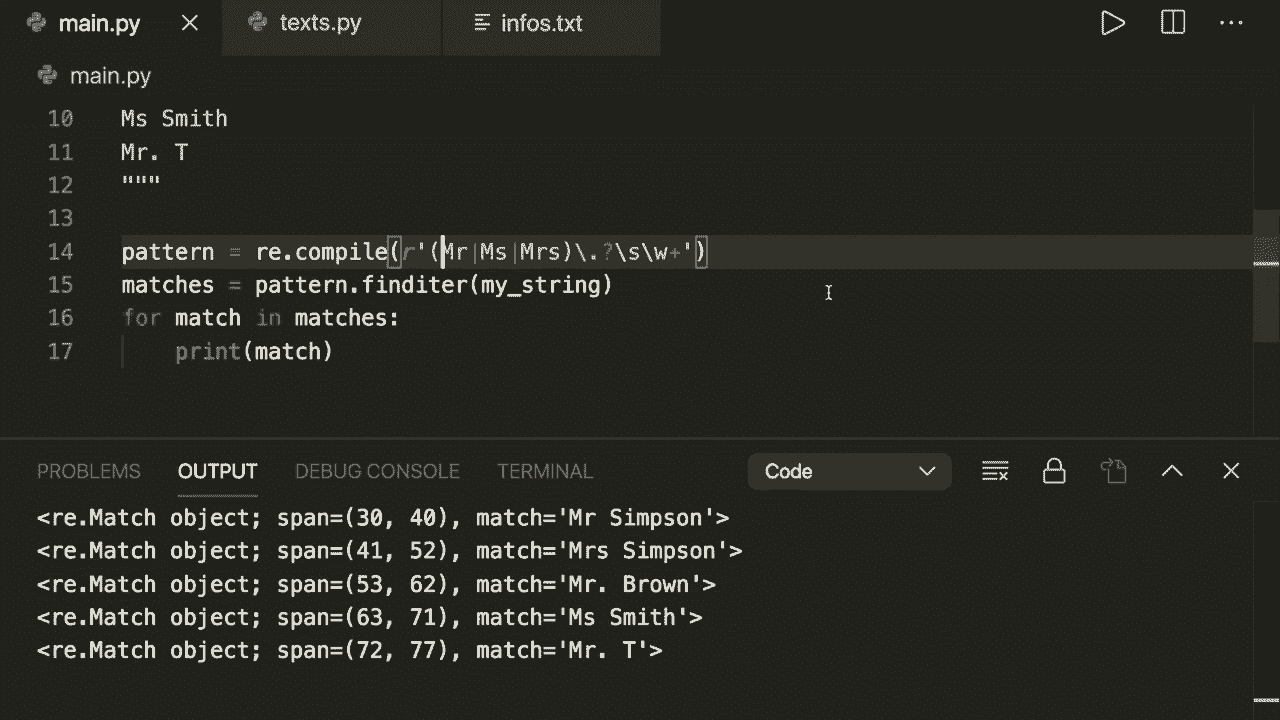 main.py texts.py infos.txt
main.py
10 Ms Smith
11 Mr. T
12 """
13
14 pattern = re.compile(r'(Mr|Ms|Mrs)\.?\s\w+')
15 matches = pattern.finditer(my_string)
16 for match in matches:
17     print(match)
PROBLEMS OUTPUT DEBUG CONSOLE TERMINAL Code
<re.Match object; span=(30, 40), match='Mr Simpson'>
<re.Match object; span=(41, 52), match='Mrs Simpson'>
<re.Match object; span=(53, 62), match='Mr. Brown'>
<re.Match object; span=(63, 71), match='Ms Smith'>
<re.Match object; span=(72, 77), match='Mr. T'>